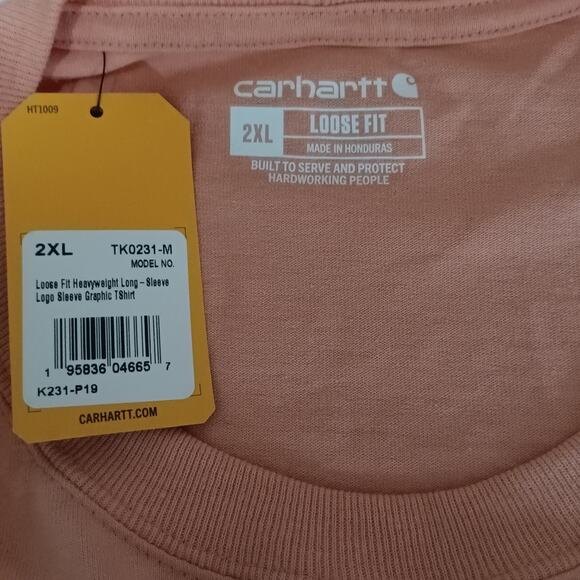 HT1009
2XL TK0231-M
MODEL NO.
Loose Fit Heavyweight Long-Sleeve
Logo Sleeve Graphic TShirt
1 95836 04665 7
K231-P19
CARHARTT.COM
carhartt
2XL LOOSE FIT
MADE IN HONDURAS
BUILT TO SERVE AND PROTECT
HARDWORKING PEOPLE